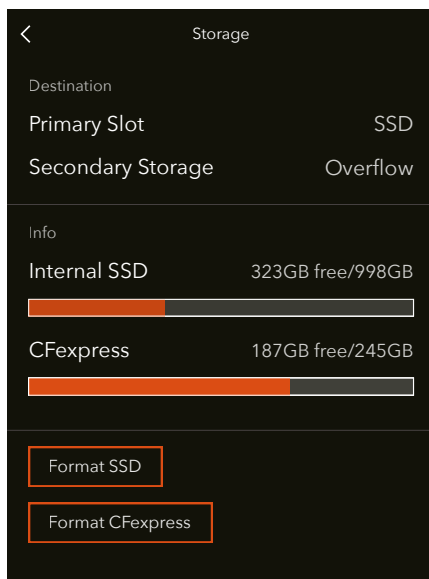 Storage
Destination
Primary Slot SSD
Secondary Storage Overflow
Info
Internal SSD 323GB free/998GB
CFexpress 187GB free/245GB
Format SSD
Format CFexpress